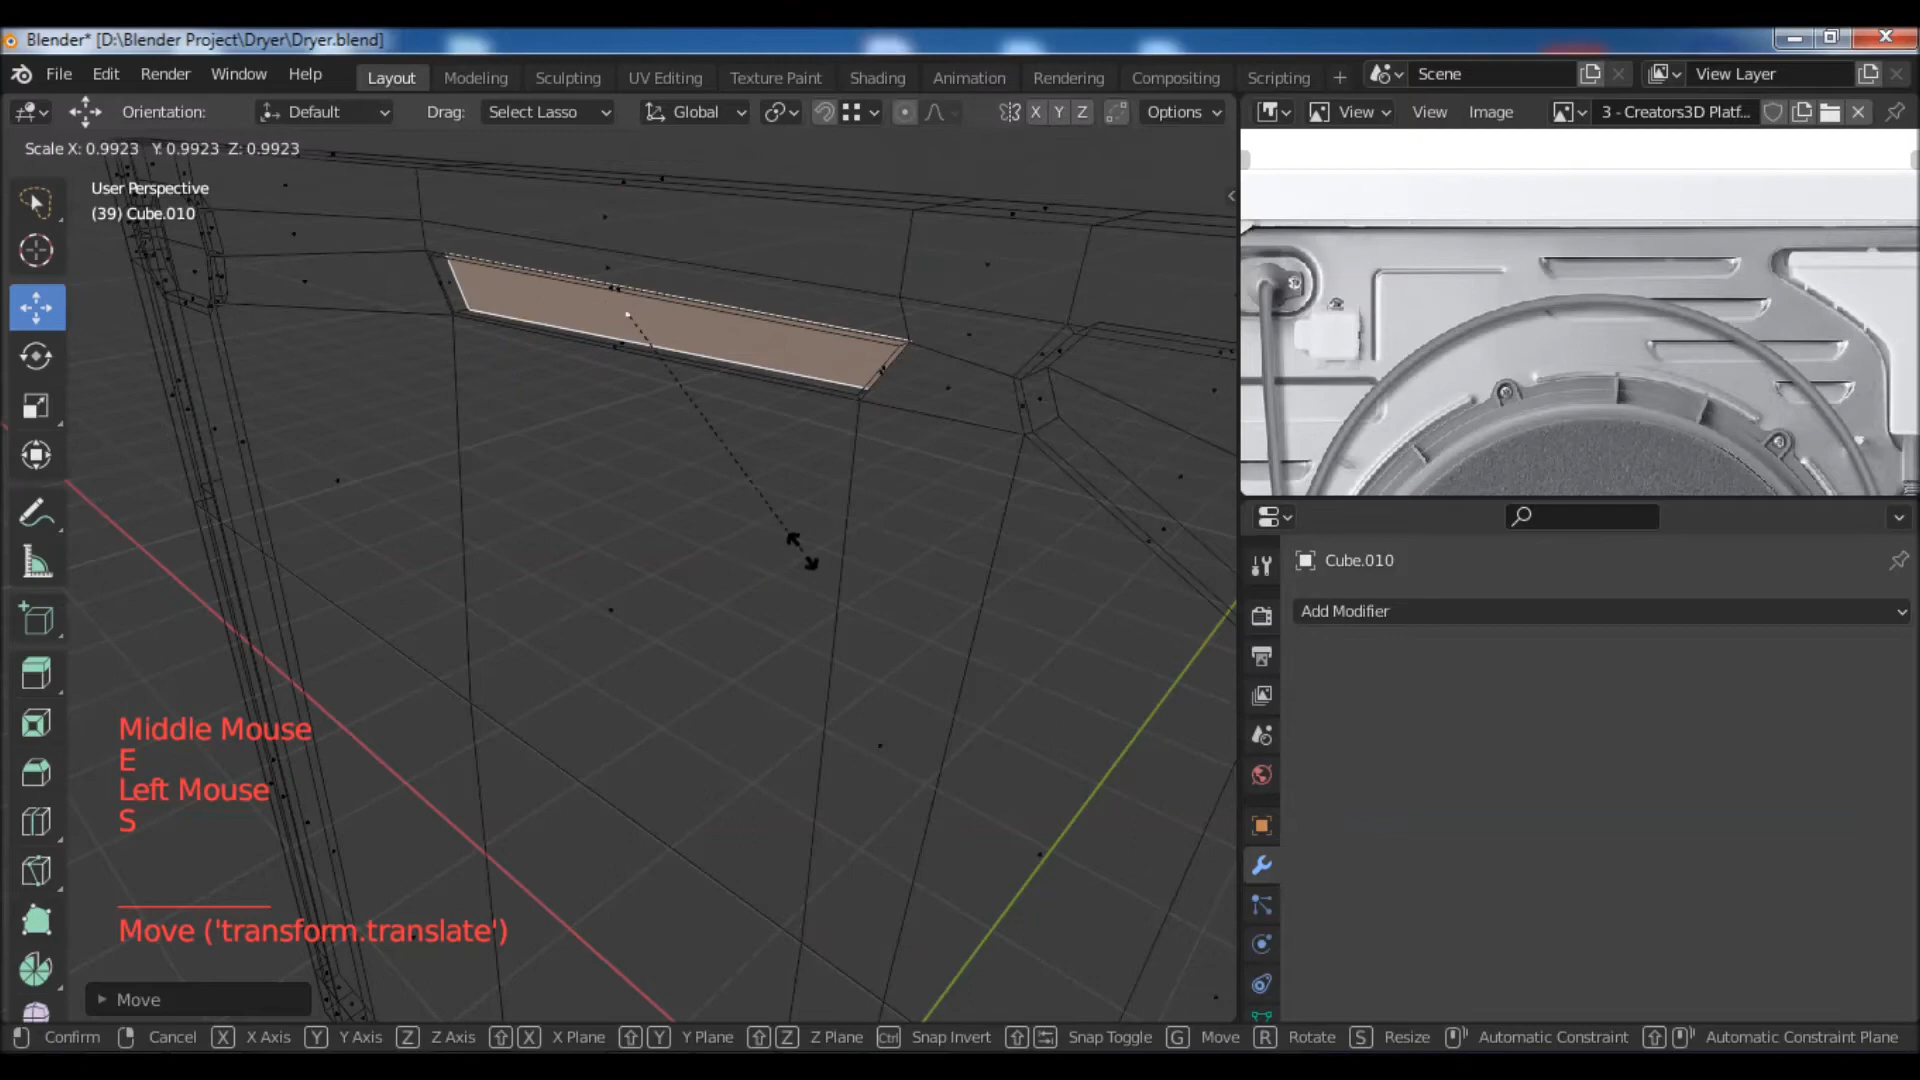 Blender* [D:\Blender Project\Dryer\Dryer.blend]
File Edit Render Window Help Layout Modeling Sculpting UV Editing Texture Paint Shading Animation Rendering Compositing Scripting + Scene View Layer
Orientation: Default Drag: Select Lasso Global X Y Z Options View View Image 3 - Creators3D Platf...
Scale X: 0.9923 Y: 0.9923 Z: 0.9923
User Perspective
(39) Cube.010
Cube.010
Add Modifier
Middle Mouse
E
Left Mouse
S
Move ('transform.translate')
Move
Confirm Cancel X X Axis Y Y Axis Z Z Axis X X Plane Y Y Plane Z Z Plane Ctrl Snap Invert Snap Toggle G Move R Rotate S Resize Automatic Constraint Automatic Constraint Plane